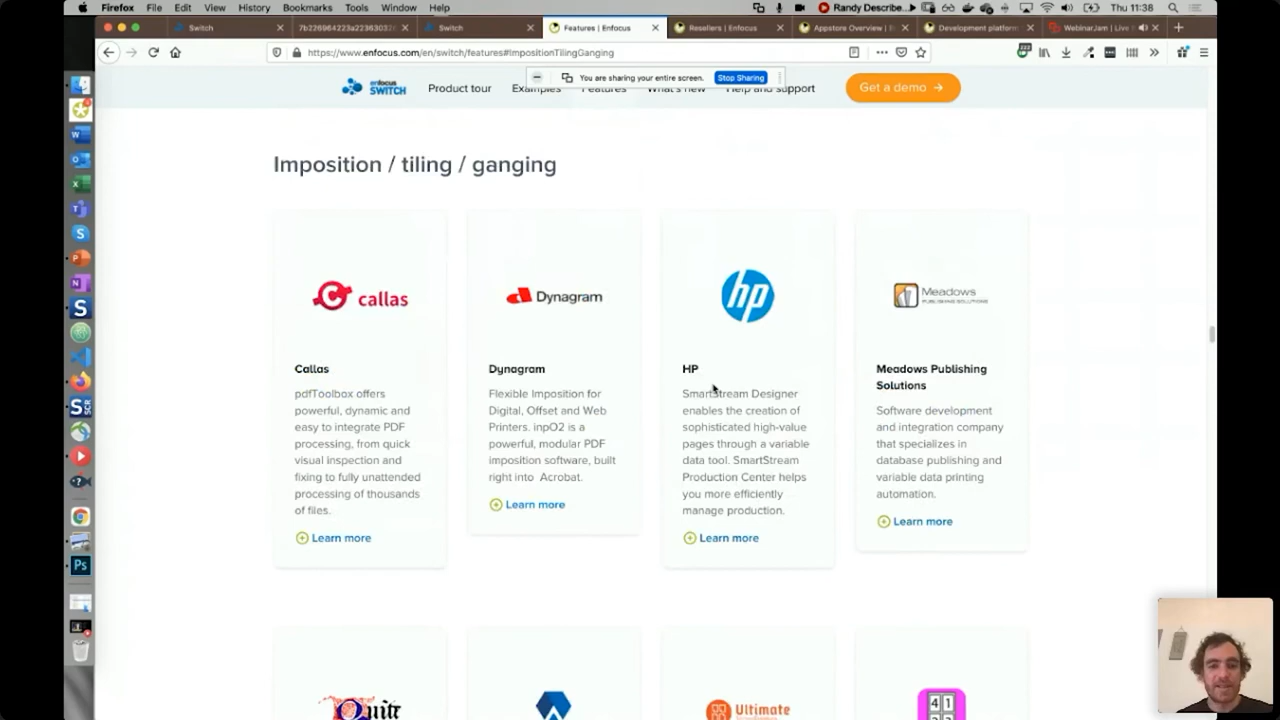 Firefox File Edit View History Bookmarks Tools Window Help Randy Describe... Thu 11:38
Switch 7b226964223a22363032 Switch Features | Enfocus Resellers | Enfocus Appstore Overview | E Development platform WebinarJam | Live
https://www.enfocus.com/en/switch/features#ImpositionTilingGanging
You are sharing your entire screen. Stop Sharing
enfocus SWITCH Product tour Examples Features What's new Help and support Get a demo →
Imposition / tiling / ganging
callas
Dynagram
hp
Meadows
PUBLISHING SOLUTIONS
Callas
pdfToolbox offers
powerful, dynamic and
easy to integrate PDF
processing, from quick
visual inspection and
fixing to fully unattended
processing of thousands
of files.
Learn more
Dynagram
Flexible Imposition for
Digital, Offset and Web
Printers. inpO2 is a
powerful, modular PDF
imposition software, built
right into Acrobat.
Learn more
HP
SmartStream Designer
enables the creation of
sophisticated high-value
pages through a variable
data tool. SmartStream
Production Center helps
you more efficiently
manage production.
Learn more
Meadows Publishing
Solutions
Software development
and integration company
that specializes in
database publishing and
variable data printing
automation.
Learn more
Quite
Ultimate
41